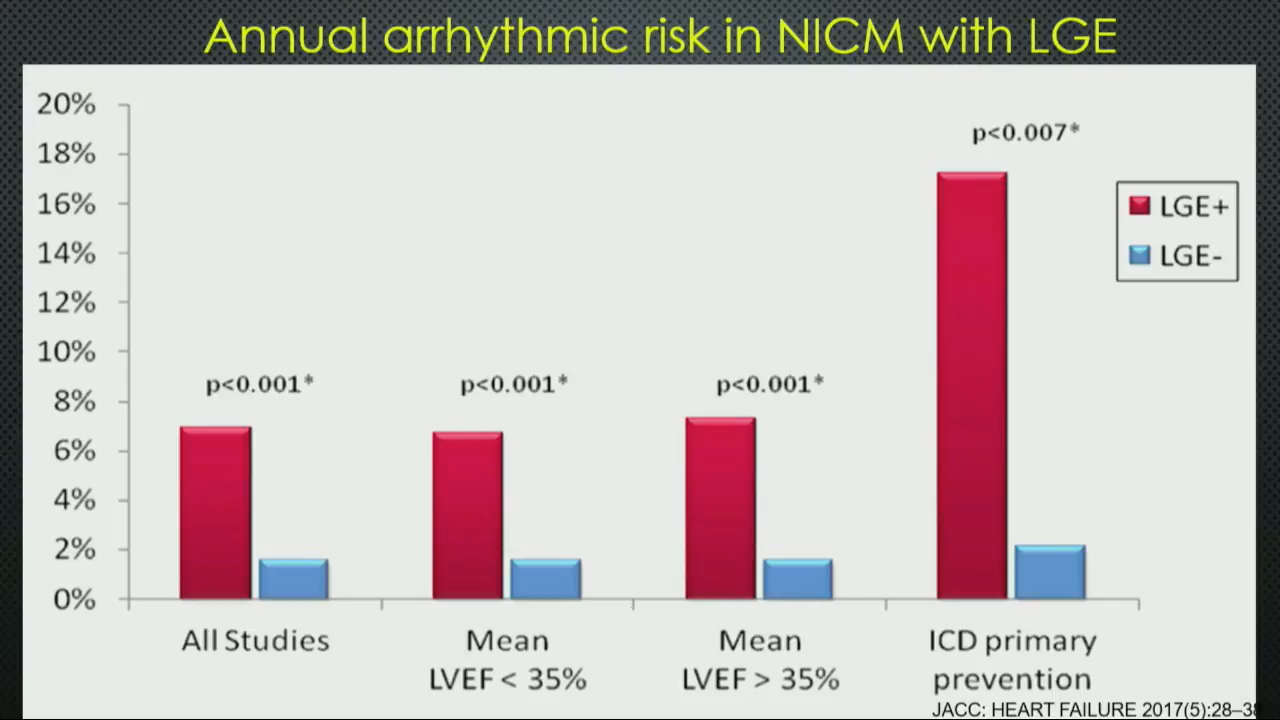 Annual arrhythmic risk in NICM with LGE
20%
18%
16%
14%
12%
10%
8%
6%
4%
2%
0%
p<0.001*
p<0.001*
p<0.001*
p<0.007*
LGE+
LGE-
All Studies
Mean
LVEF < 35%
Mean
LVEF > 35%
ICD primary
prevention
JACC: HEART FAILURE 2017(5):28–38